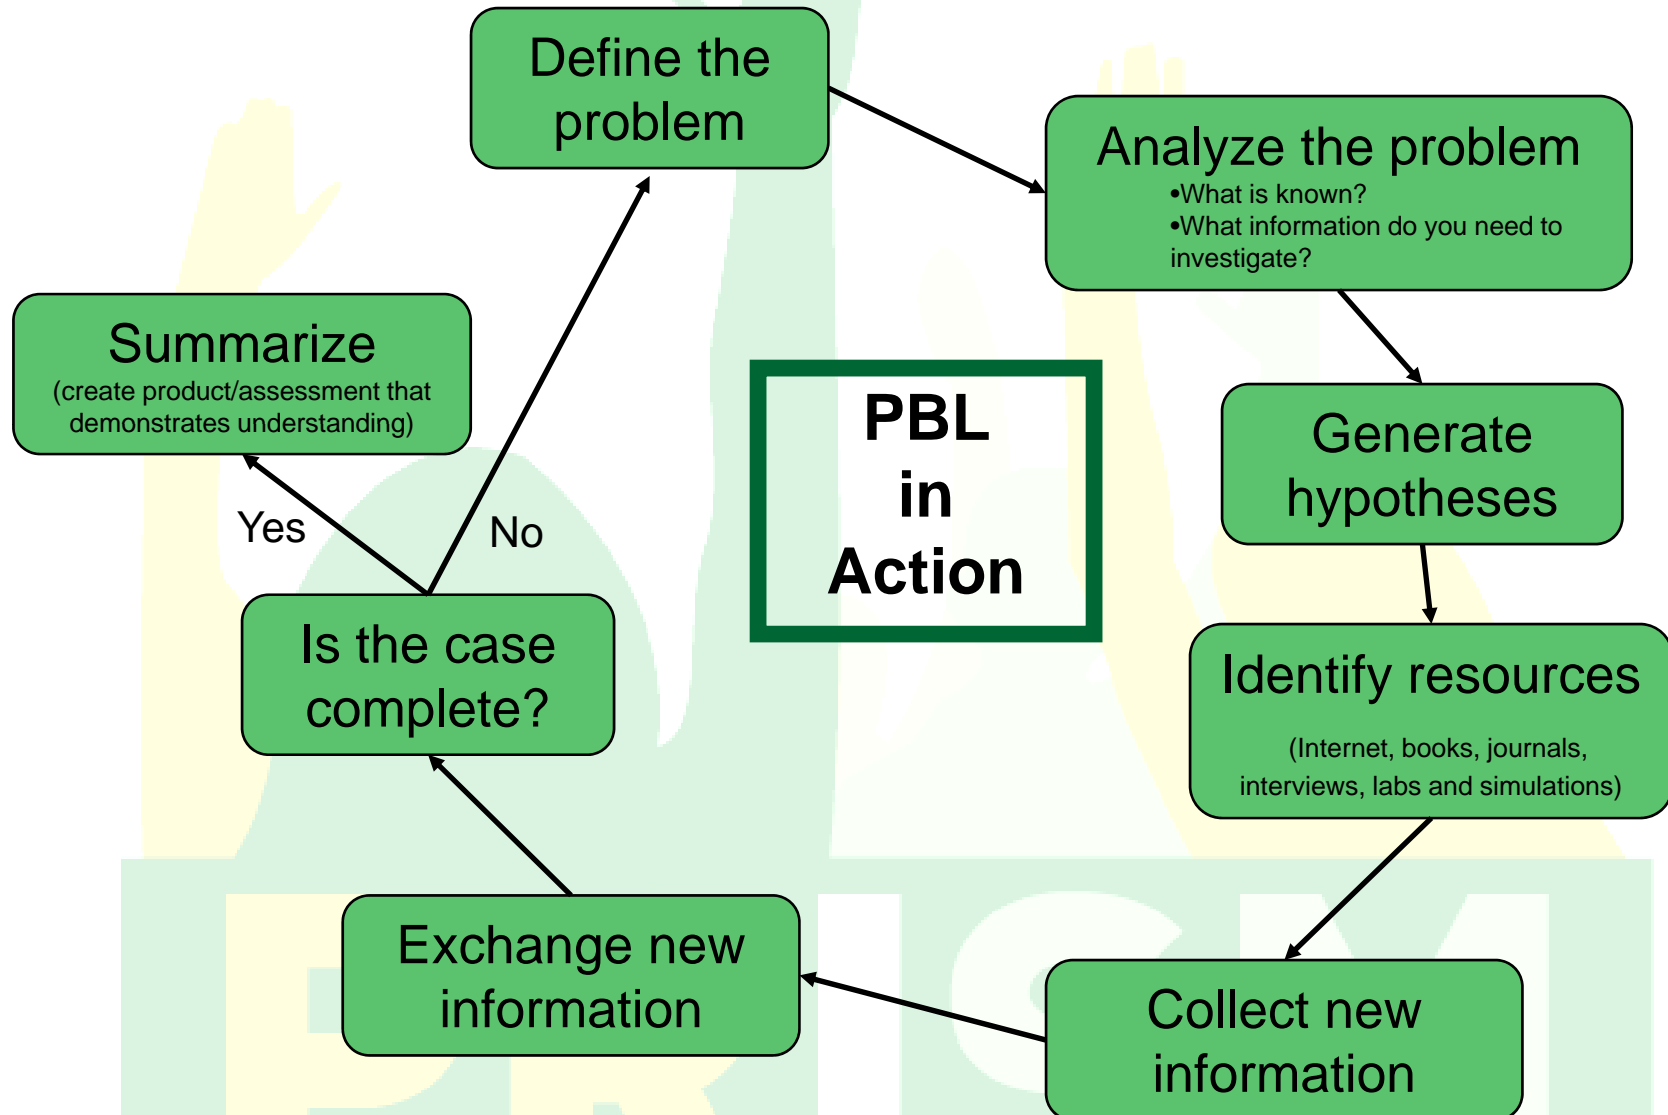 Define the
problem
Analyze the problem
•What is known?
•What information do you need to
investigate?
Summarize
(create product/assessment that
demonstrates understanding)
PBL
in
Action
Generate
hypotheses
Yes
No
Is the case
complete?
Identify resources
(Internet, books, journals,
interviews, labs and simulations)
Exchange new
information
Collect new
information
PRISM